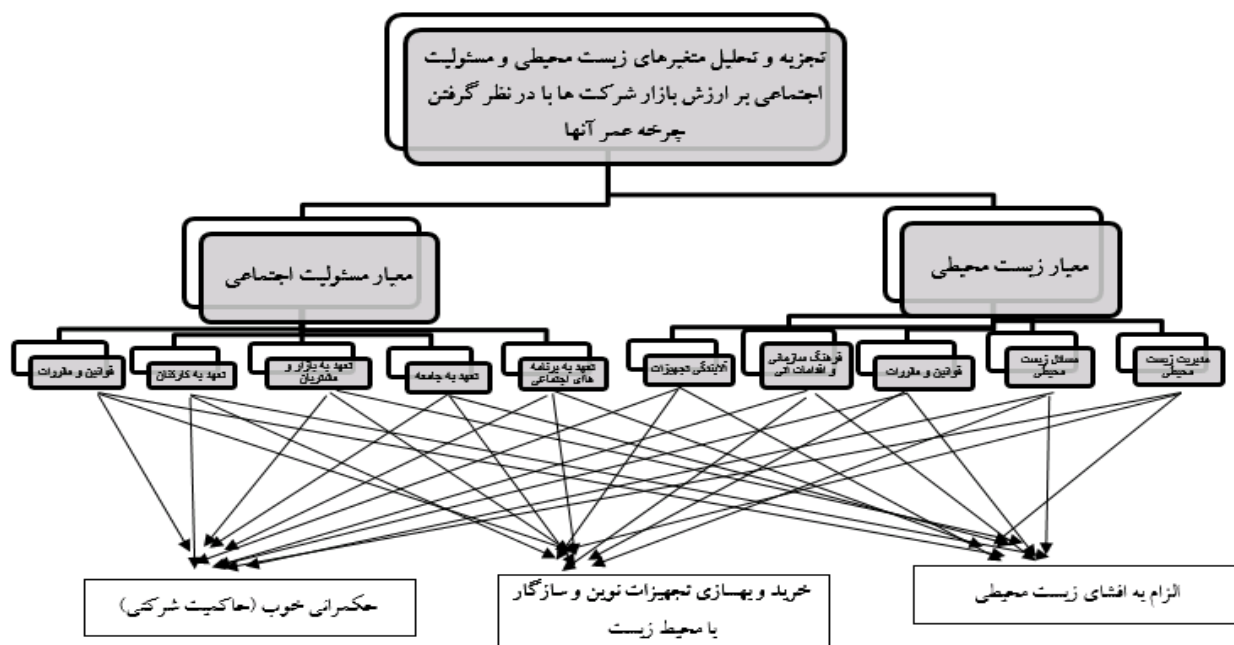 تجزیه و تحلیل متغیرهای زیست محیطی و مسئولیت
اجتماعی بر ارزش بازار شرکت ها با در نظر گرفتن
چرخه عمر آنها
معیار زیست محیطی
معیار مسئولیت اجتماعی
مدیریت زیست
محیطی
مسائل زیست
محیطی
قوانین و مقررات
فرهنگ سازمانی
و اقدامات آتی
آلایندگی تجهیزات
تعهد به برنامه
های اجتماعی
تعهد به جامعه
تعهد به بازار و
مشتریان
تعهد به کارکنان
قوانین و مقررات
الزام به افشای زیست محیطی
خرید و بهسازی تجهیزات نوین و سازگار
با محیط زیست
حکمرانی خوب (حاکمیت شرکتی)